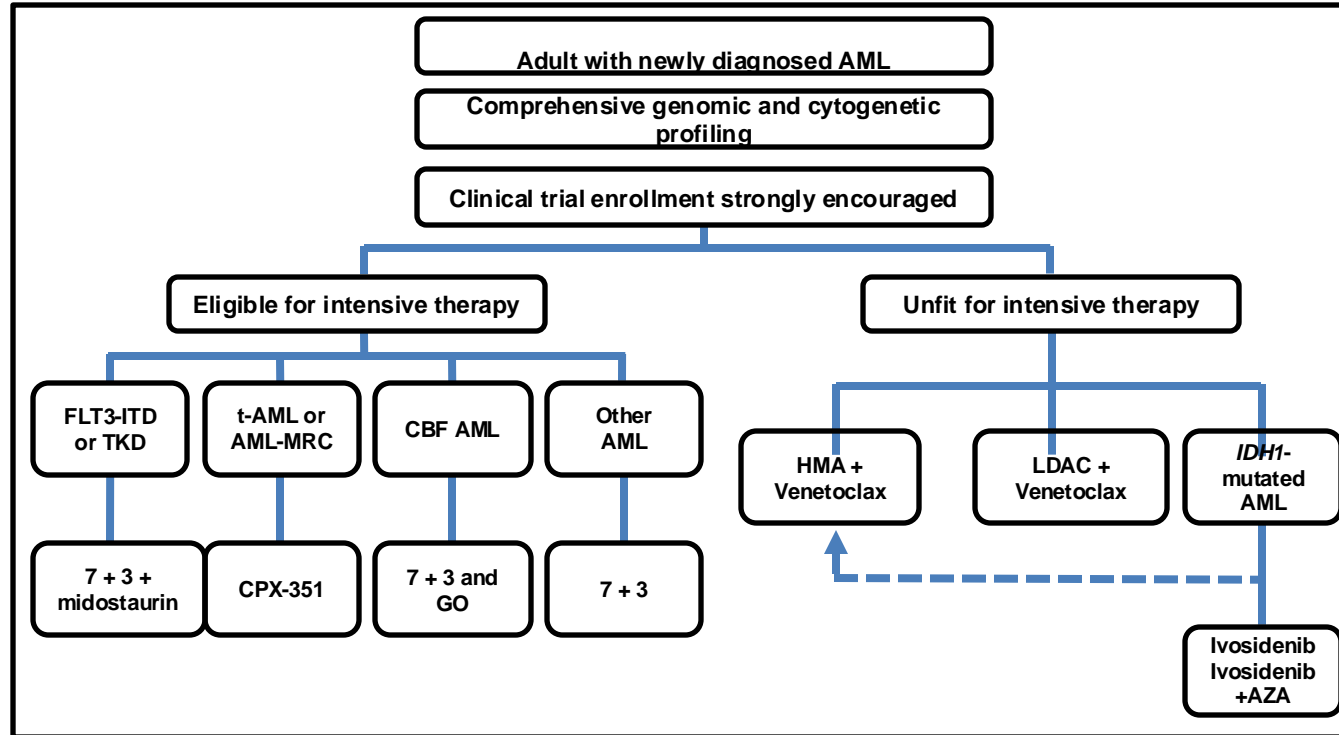 Adult with newly diagnosed AML
Comprehensive genomic and cytogenetic
profiling
Clinical trial enrollment strongly encouraged
Eligible for intensive therapy
Unfit for intensive therapy
FLT3-ITD
or TKD
t-AML or
AML-MRC
CBF AML
Other
AML
HMA +
Venetoclax
LDAC +
Venetoclax
IDH1-
mutated
AML
7 + 3 +
midostaurin
CPX-351
7 + 3 and
GO
7 + 3
Ivosidenib
Ivosidenib
+AZA